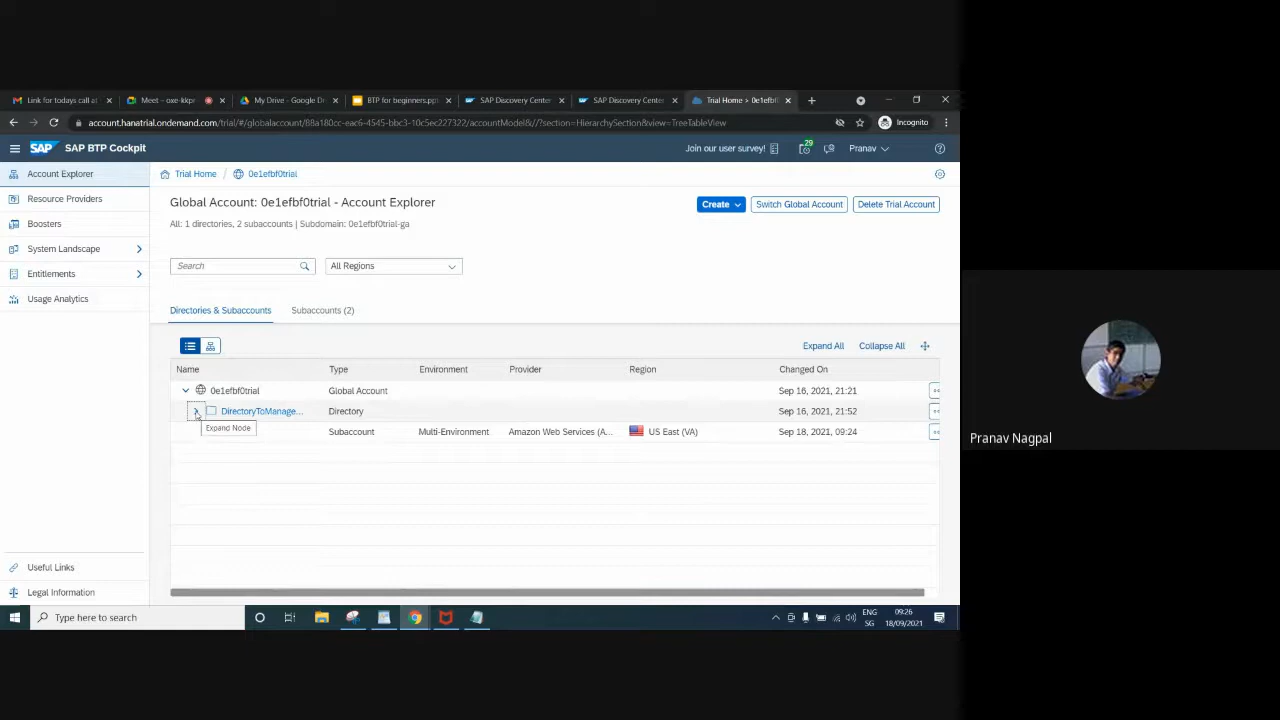 Link for todays call at
Meet – oxe-kkpr
My Drive - Google Dr
BTP for beginners.pp
SAP Discovery Center
SAP Discovery Center
Trial Home > 0e1efbf0
account.hanatrial.ondemand.com/trial/#/globalaccount/88a180cc-eac6-4545-bbc3-10c5ec227322/accountModel&//?section=HierarchySection&view=TreeTableView
Incognito
SAP
SAP BTP Cockpit
Join our user survey!
29
Pranav
Account Explorer
Resource Providers
Boosters
System Landscape
Entitlements
Usage Analytics
Useful Links
Legal Information
Trial Home / 0e1efbf0trial
Global Account: 0e1efbf0trial - Account Explorer
All: 1 directories, 2 subaccounts | Subdomain: 0e1efbf0trial-ga
Create
Switch Global Account
Delete Trial Account
Search
All Regions
Directories & Subaccounts
Subaccounts (2)
Expand All
Collapse All
Name Type Environment Provider Region Changed On
0e1efbf0trial Global Account Sep 16, 2021, 21:21
DirectoryToManage... Directory Sep 16, 2021, 21:52
Expand Node
Subaccount Multi-Environment Amazon Web Services (A... US East (VA) Sep 18, 2021, 09:24
Type here to search
ENG
SG
09:26
18/09/2021
Pranav Nagpal